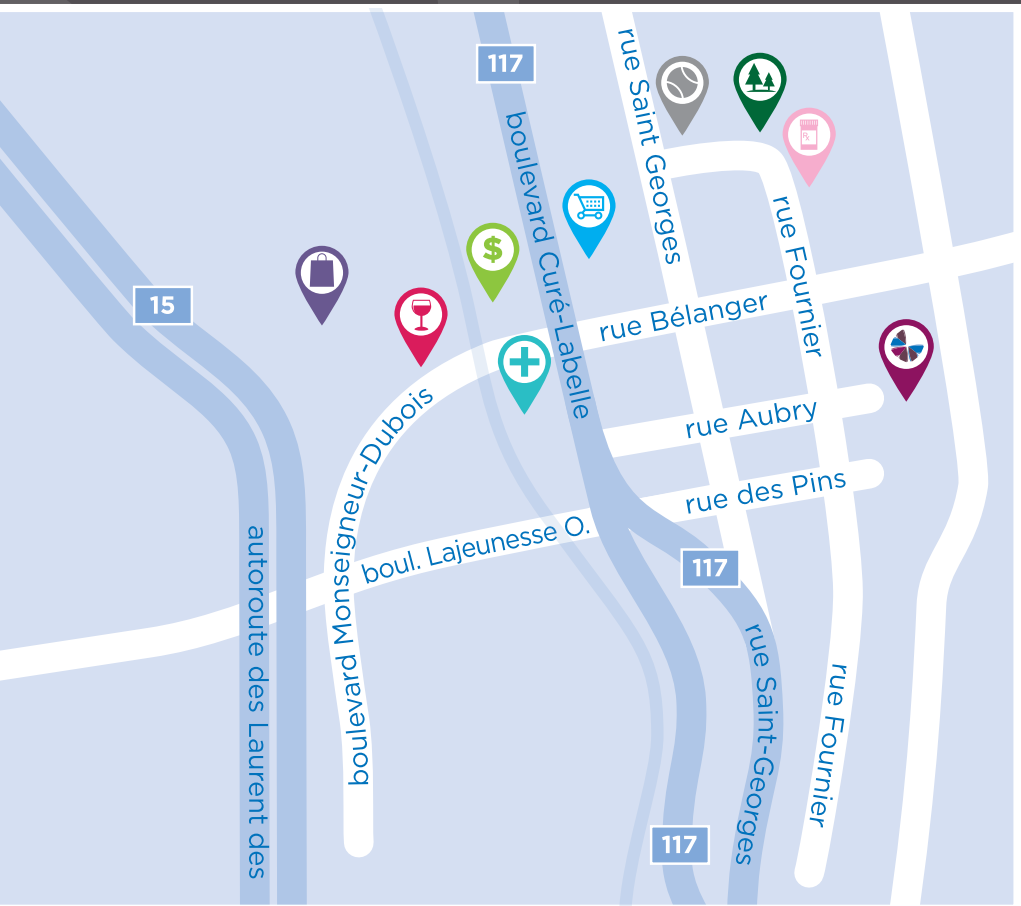 117
rue Saint Georges
boulevard Curé-Labelle
Rx
$
15
rue Fournier
rue Bélanger
boulevard Monseigneur-Dubois
rue Aubry
rue des Pins
boul. Lajeunesse O.
117
autoroute des Laurent des
rue Saint-Georges
rue Fournier
117